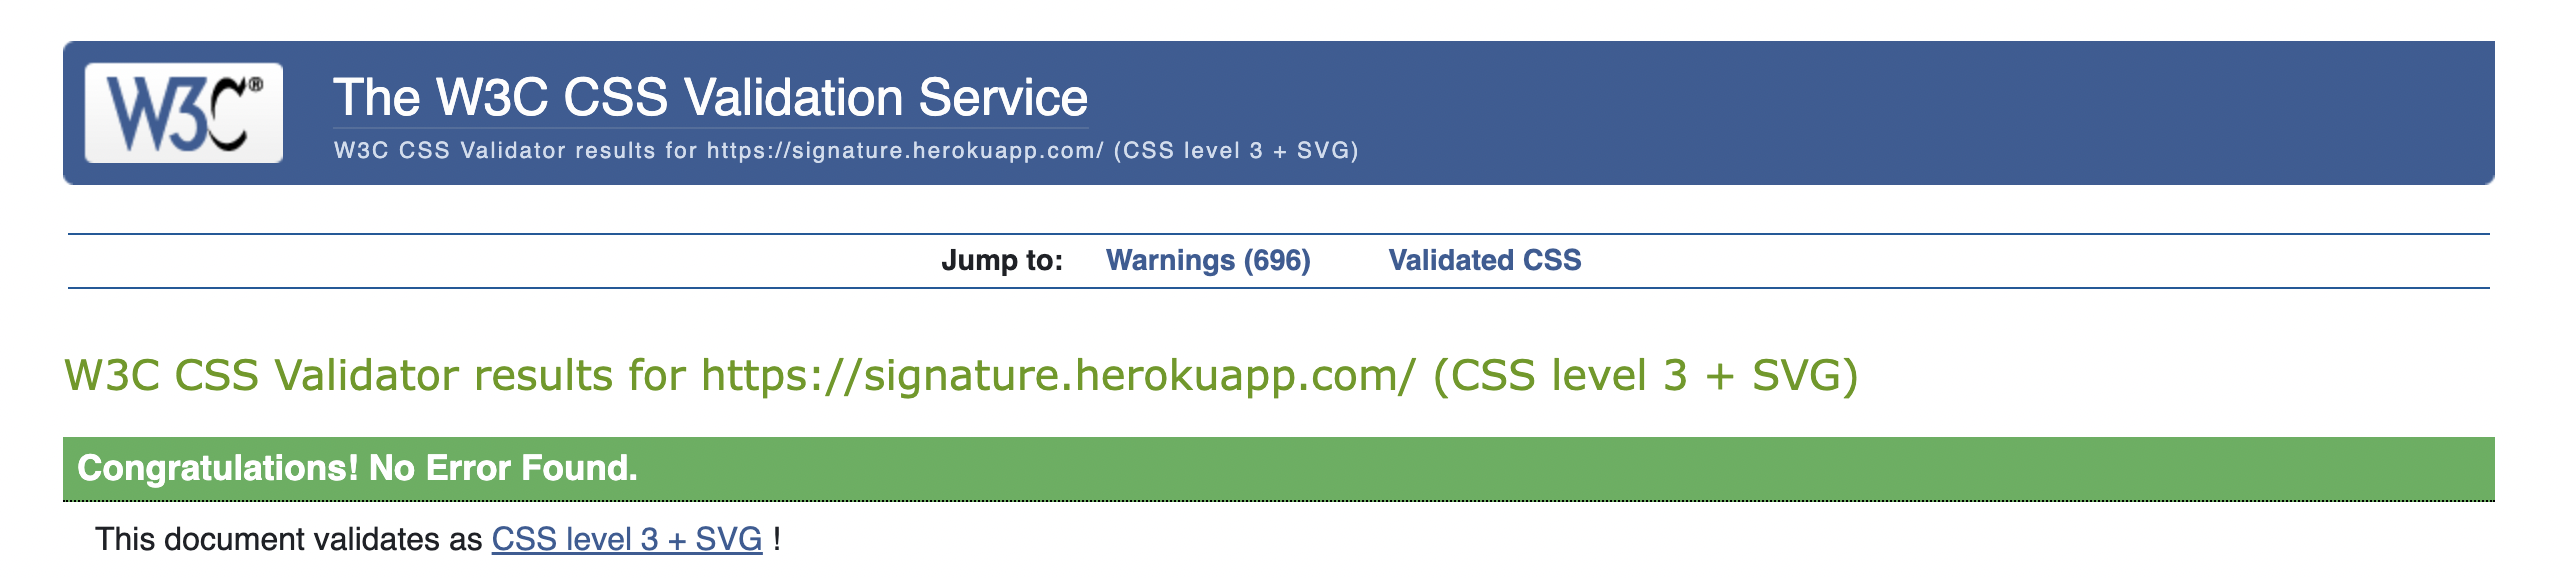 W3C®
The W3C CSS Validation Service
W3C CSS Validator results for https://signature.herokuapp.com/ (CSS level 3 + SVG)
Jump to: Warnings (696) Validated CSS
W3C CSS Validator results for https://signature.herokuapp.com/ (CSS level 3 + SVG)
Congratulations! No Error Found.
This document validates as CSS level 3 + SVG !